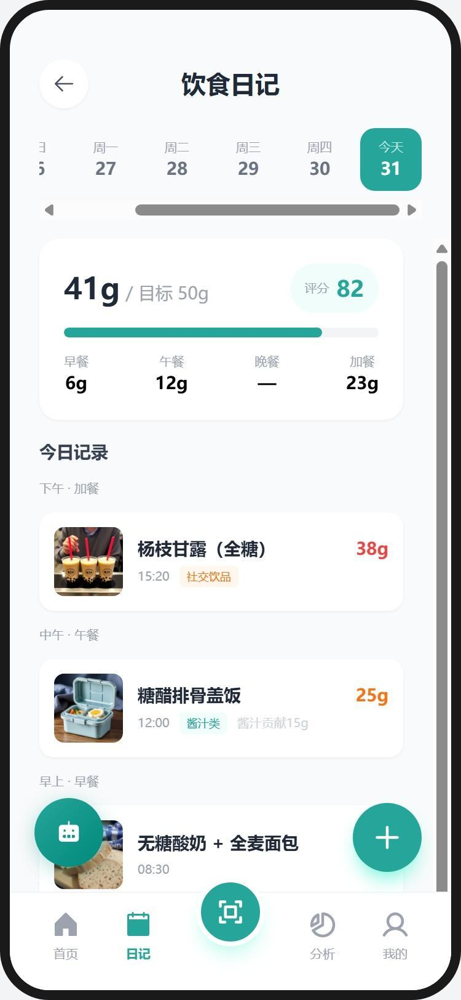 饮食日记
日 周一 周二 周三 周四 今天
6 27 28 29 30 31
41g / 目标 50g 评分 82
早餐 午餐 晚餐 加餐
6g 12g — 23g
今日记录
下午 · 加餐
杨枝甘露（全糖） 38g
15:20 社交饮品
中午 · 午餐
糖醋排骨盖饭 25g
12:00 酱汁类 酱汁贡献15g
早上 · 早餐
无糖酸奶 + 全麦面包
08:30
首页 日记 分析 我的